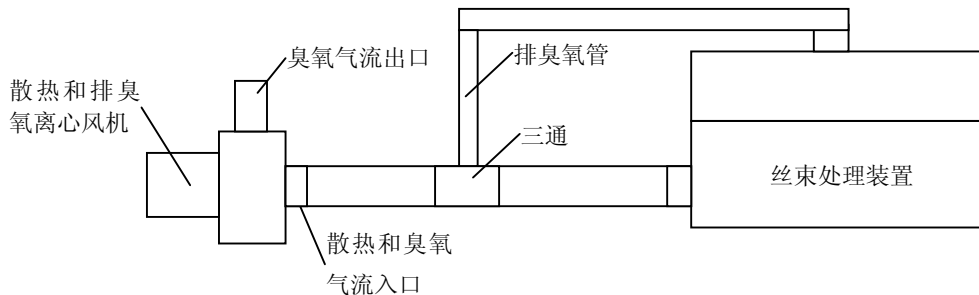 臭氧气流出口
散热和排臭
氧离心风机
排臭氧管
三通
丝束处理装置
散热和臭氧
气流入口